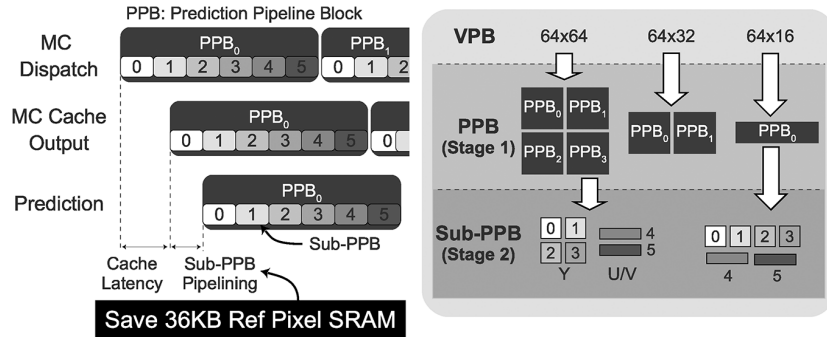 PPB: Prediction Pipeline Block
MC
Dispatch
PPB0
0 1 2 3 4 5
PPB1
0 1 2
MC Cache
Output
PPB0
0 1 2 3 4 5
0
Prediction
PPB0
0 1 2 3 4 5
Sub-PPB
Cache
Latency
Sub-PPB
Pipelining
Save 36KB Ref Pixel SRAM
VPB 64x64 64x32 64x16
PPB
(Stage 1)
PPB0 PPB1
PPB2 PPB3
PPB0 PPB1
PPB0
Sub-PPB
(Stage 2)
0 1
2 3
Y
4
5
U/V
0 1 2 3
4 5